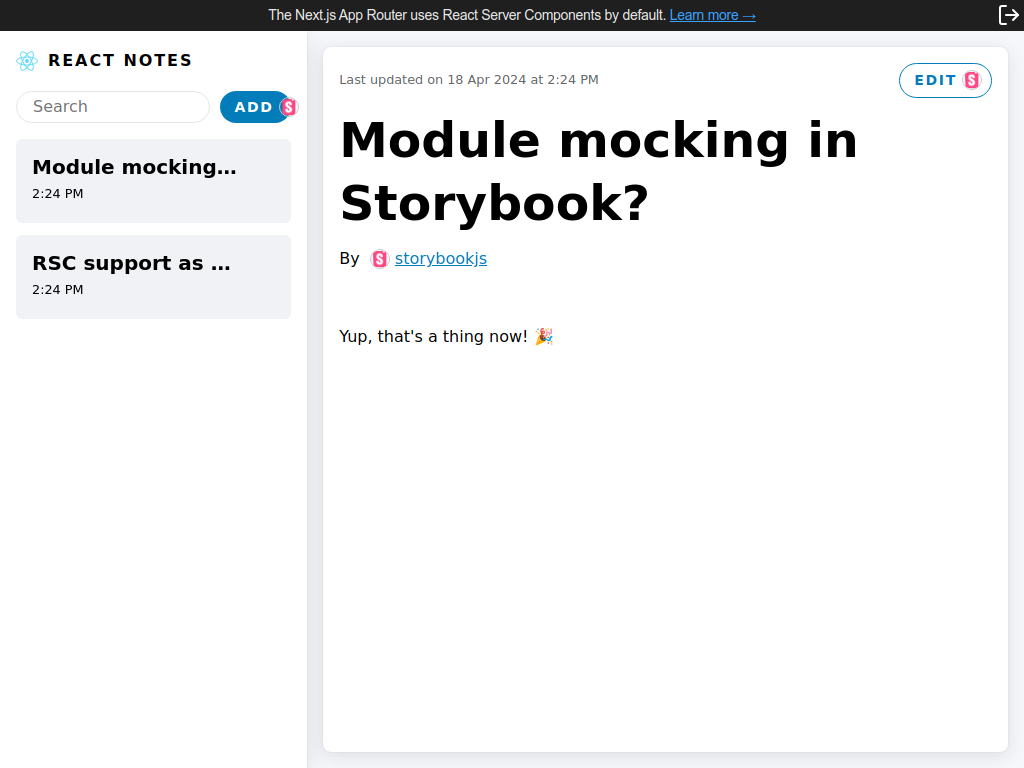 The Next.js App Router uses React Server Components by default. Learn more →
REACT NOTES
Search
ADD
Module mocking...
2:24 PM
RSC support as ...
2:24 PM
Last updated on 18 Apr 2024 at 2:24 PM
EDIT
Module mocking in
Storybook?
By storybookjs
Yup, that's a thing now! 🎉